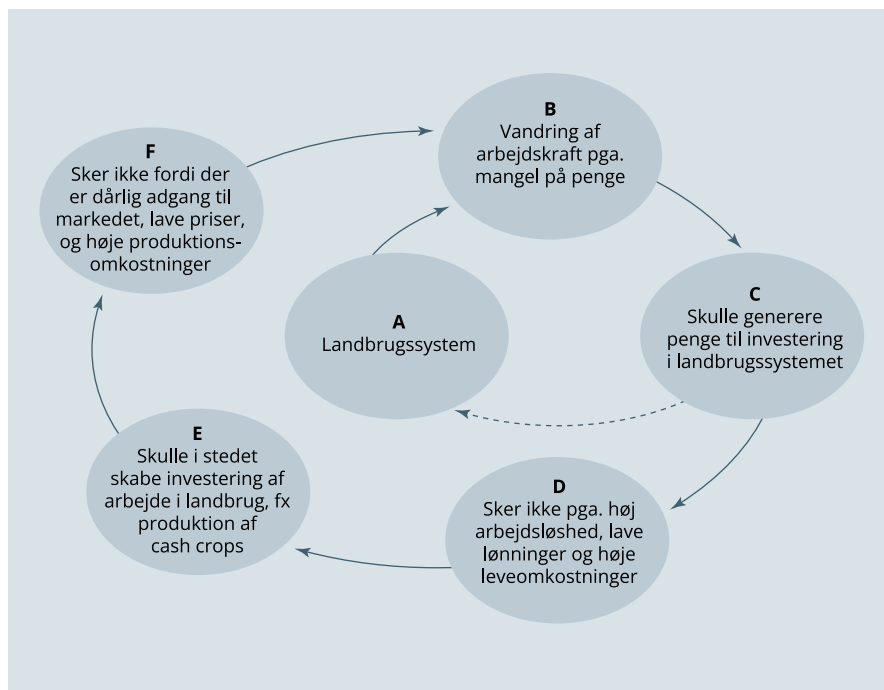 A
Landbrugssystem
B
Vandring af
arbejdskraft pga.
mangel på penge
C
Skulle generere
penge til investering
i landbrugssystemet
D
Sker ikke pga. høj
arbejdsløshed, lave
lønninger og høje
leveomkostninger
E
Skulle i stedet
skabe investering af
arbejde i landbrug, fx
produktion af
cash crops
F
Sker ikke fordi der
er dårlig adgang til
markedet, lave priser,
og høje produktions-
omkostninger